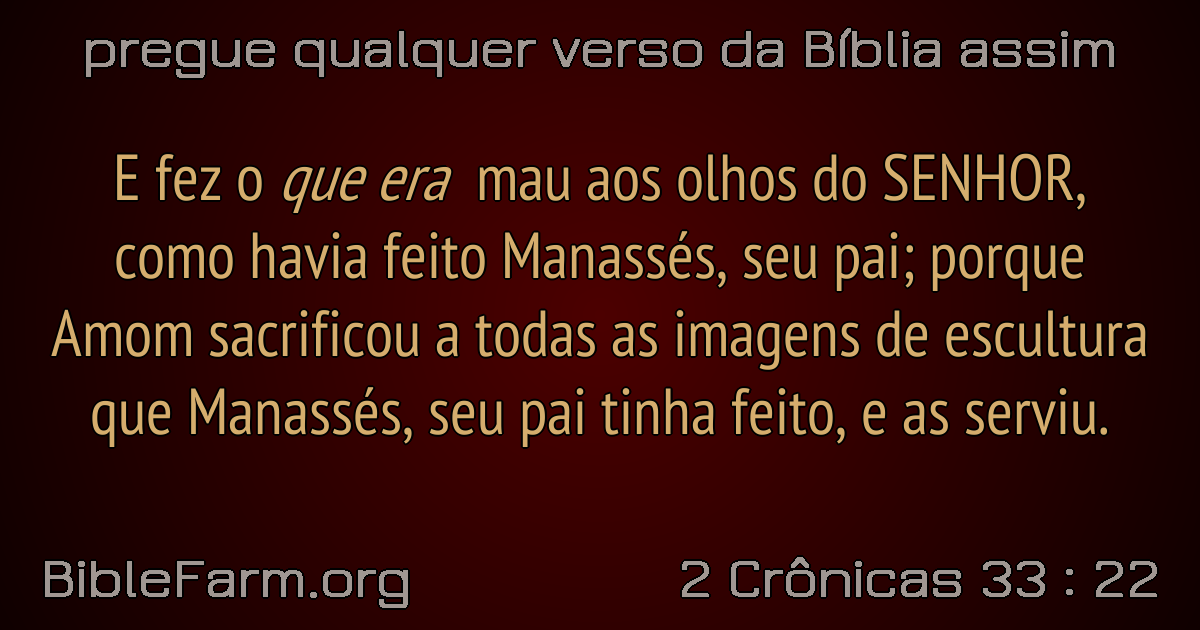 pregue qualquer verso da Bíblia assim
E fez o que era mau aos olhos do SENHOR,
como havia feito Manassés, seu pai; porque
Amom sacrificou a todas as imagens de escultura
que Manassés, seu pai tinha feito, e as serviu.
BibleFarm.org
2 Crônicas 33 : 22